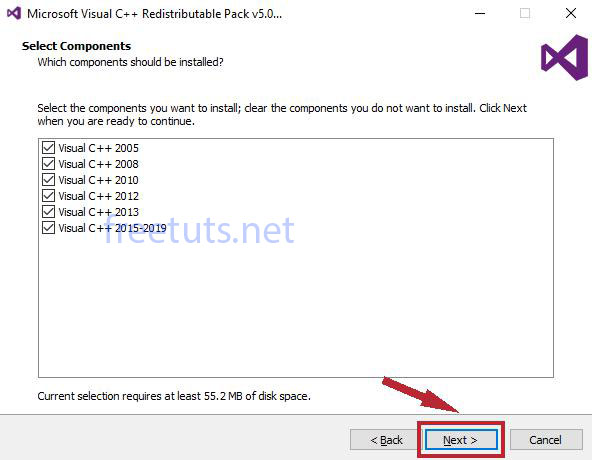 Microsoft Visual C++ Redistributable Pack v5.0...
Select Components
Which components should be installed?
Select the components you want to install; clear the components you do not want to install. Click Next
when you are ready to continue.
Visual C++ 2005
Visual C++ 2008
Visual C++ 2010
Visual C++ 2012
Visual C++ 2013
Visual C++ 2015-2019
freetuts.net
Current selection requires at least 55.2 MB of disk space.
< Back
Next >
Cancel